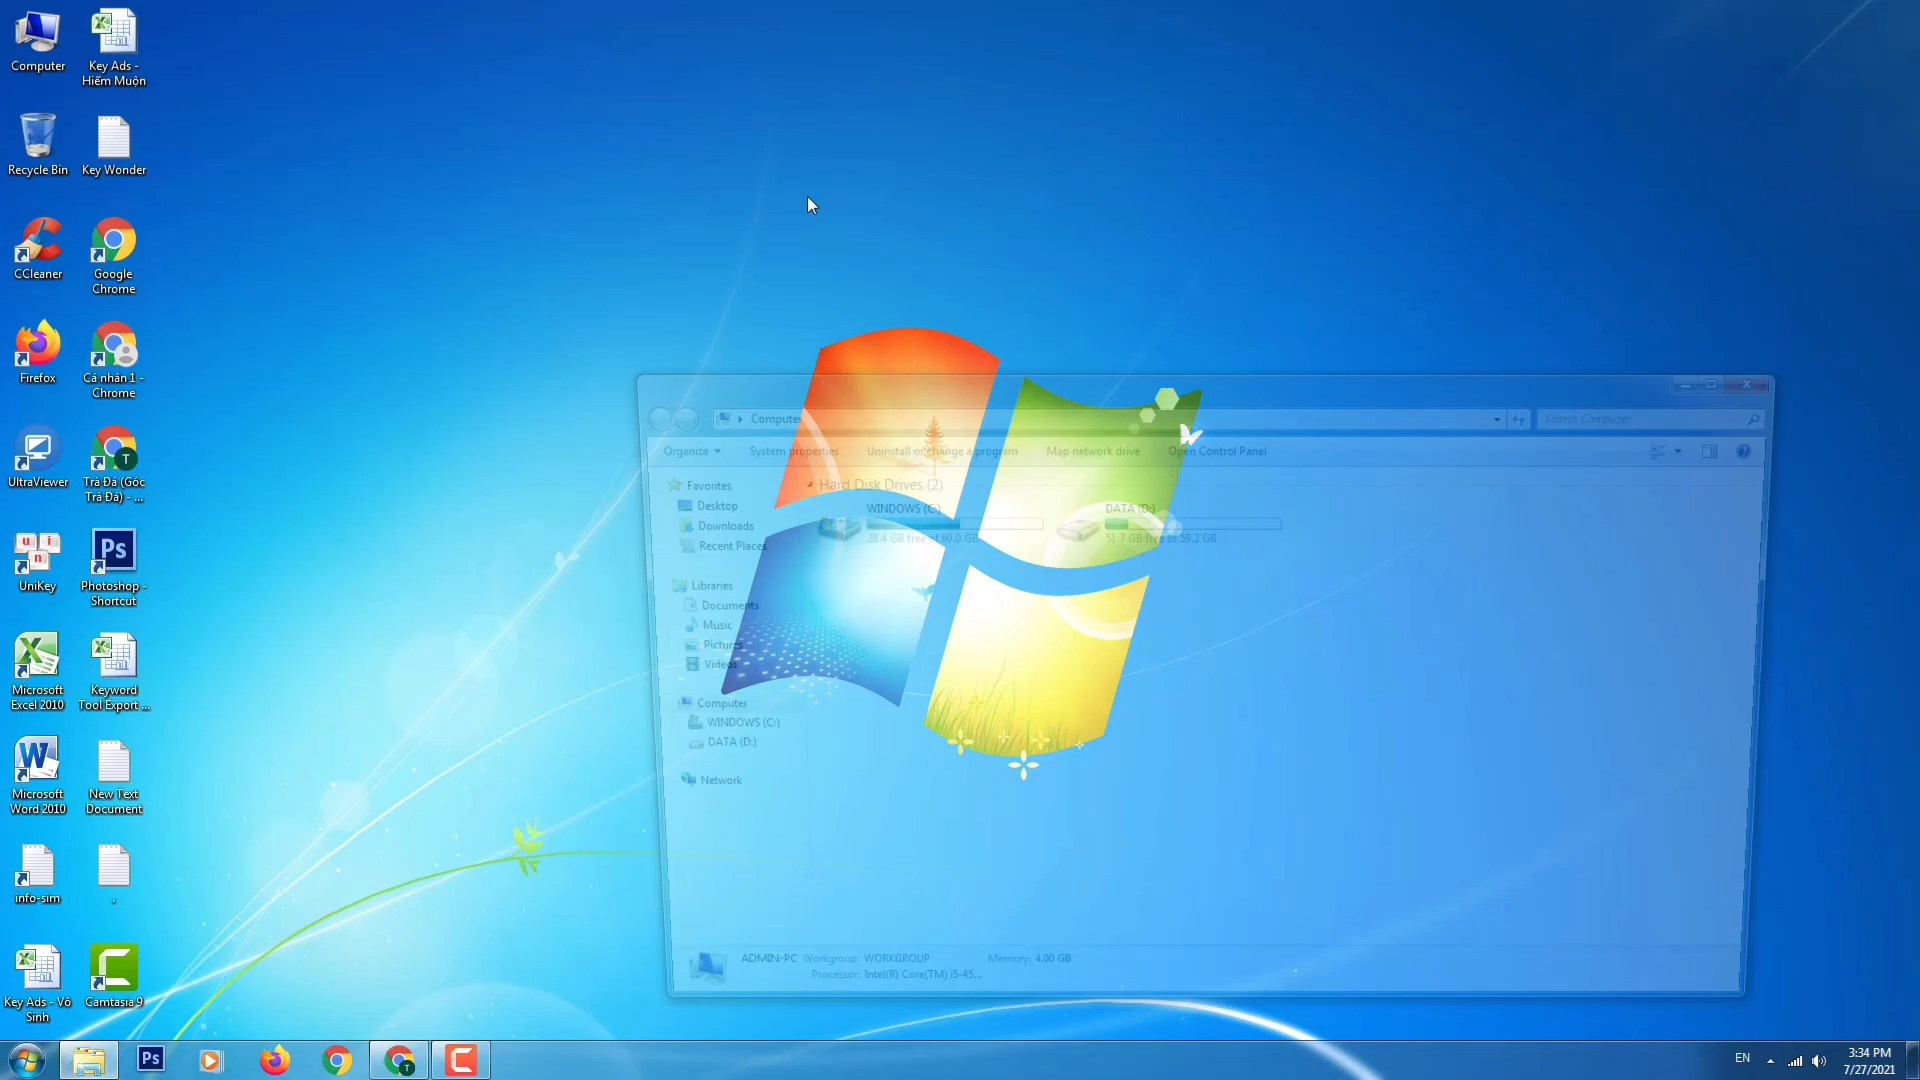 Computer
Key Ads -
Hiếm Muộn
Recycle Bin
Key Wonder
CCleaner
Google
Chrome
Firefox
Cá nhân 1 -
Chrome
UltraViewer
T
Trà Đá (Góc
Trà Đá) - ...
u i
n
UniKey
Ps
Photoshop -
Shortcut
Microsoft
Excel 2010
Keyword
Tool Export ...
Microsoft
Word 2010
New Text
Document
info-sim
.
Key Ads - Vô
Sinh
Camtasia 9
Computer
Search Computer
Organize
System properties
Uninstall or change a program
Map network drive
Open Control Panel
Favorites
Desktop
Downloads
Recent Places
Libraries
Documents
Music
Pictures
Videos
Computer
WINDOWS (C:)
DATA (D:)
Network
Hard Disk Drives (2)
WINDOWS (C:)
28.4 GB free of 60.0 GB
DATA (D:)
51.7 GB free of 59.2 GB
ADMIN-PC Workgroup: WORKGROUP Memory: 4.00 GB
Processor: Intel(R) Core(TM) i5-45...
Ps
T
EN
3:34 PM
7/27/2021